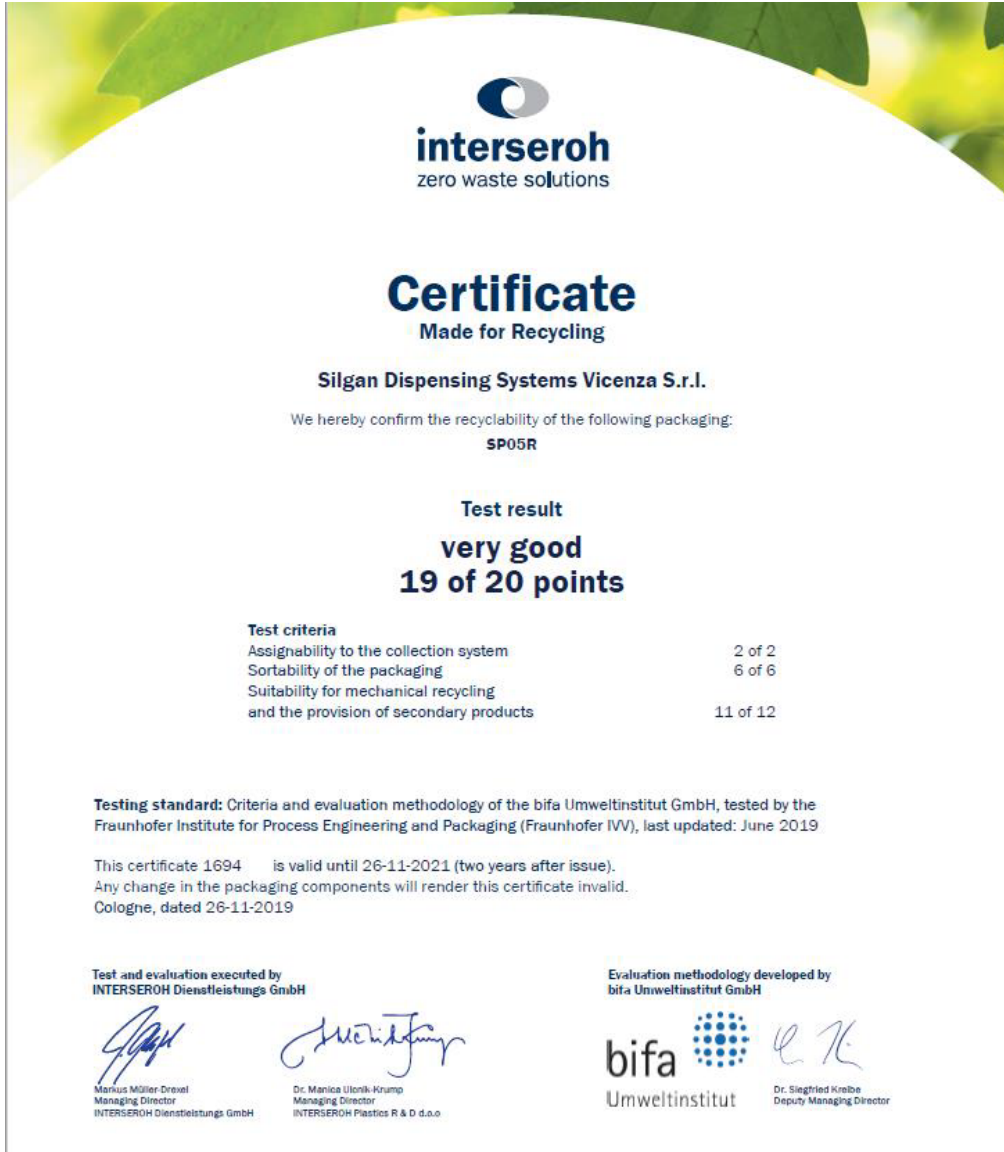 interseroh
zero waste solutions
Certificate
Made for Recycling
Silgan Dispensing Systems Vicenza S.r.l.
We hereby confirm the recyclability of the following packaging:
SP05R
Test result
very good
19 of 20 points
Test criteria
Assignability to the collection system 2 of 2
Sortability of the packaging 6 of 6
Suitability for mechanical recycling
and the provision of secondary products 11 of 12
Testing standard: Criteria and evaluation methodology of the bifa Umweltinstitut GmbH, tested by the
Fraunhofer Institute for Process Engineering and Packaging (Fraunhofer IVV), last updated: June 2019
This certificate 1694 is valid until 26-11-2021 (two years after issue).
Any change in the packaging components will render this certificate invalid.
Cologne, dated 26-11-2019
Test and evaluation executed by
INTERSEROH Dienstleistungs GmbH
Markus Müller-Drexel
Managing Director
INTERSEROH Dienstleistungs GmbH
Dr. Manica Ulcnik-Krump
Managing Director
INTERSEROH Plastics R & D d.o.o
Evaluation methodology developed by
bifa Umweltinstitut GmbH
bifa
Umweltinstitut
Dr. Siegfried Kreibe
Deputy Managing Director